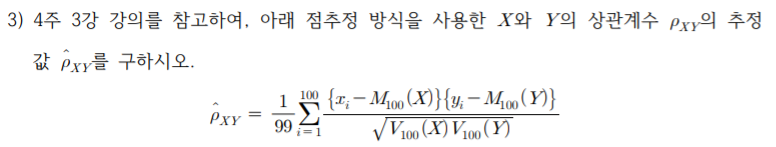 3) 4주 3강 강의를 참고하여, 아래 점추정 방식을 사용한 X와 Y의 상관계수 ρ_{XY}의 추정
값 \hat{ρ}_{XY}를 구하시오.
\hat{ρ}_{XY} = \frac{1}{99} \sum_{i=1}^{100} \frac{\{x_i - M_{100}(X)\}\{y_i - M_{100}(Y)\}}{\sqrt{V_{100}(X) V_{100}(Y)}}